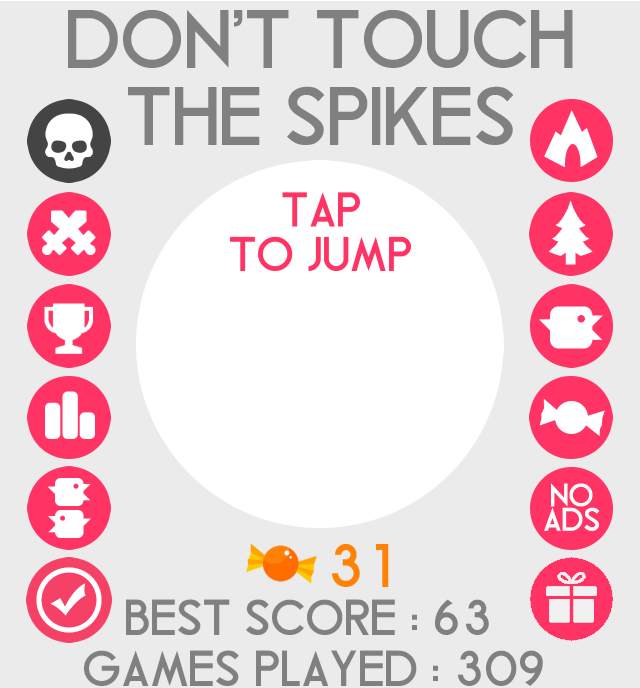 DON'T TOUCH
THE SPIKES
TAP
TO JUMP
NO
ADS
31
BEST SCORE : 63
GAMES PLAYED : 309